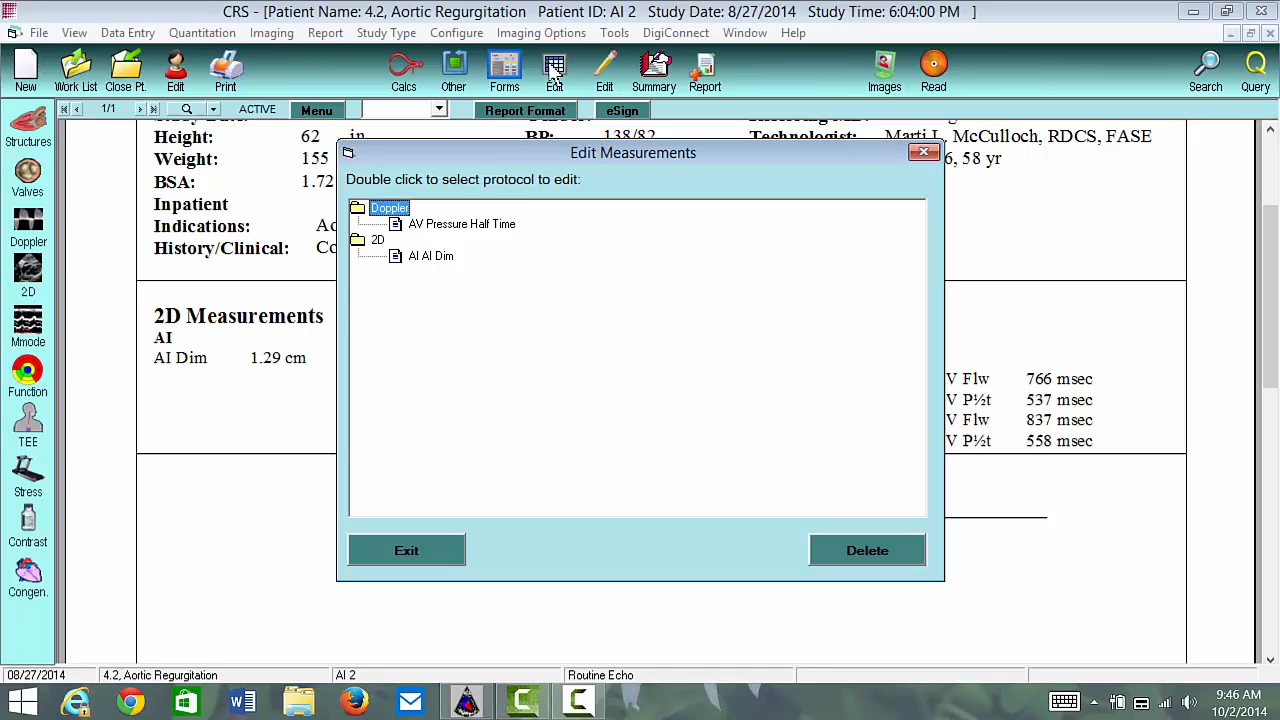 CRS - [Patient Name: 4.2, Aortic Regurgitation Patient ID: AI 2 Study Date: 8/27/2014 Study Time: 6:04:00 PM ]
File View Data Entry Quantitation Imaging Report Study Type Configure Imaging Options Tools DigiConnect Window Help
New Work List Close Pt. Edit Print Calcs Other Forms Edit Edit Summary Report Images Read Search Query
1/1 ACTIVE Menu Report Format eSign
Structures
Valves
Doppler
2D
Mmode
Function
TEE
Stress
Contrast
Congen.
Height: 62 in BP: 138/82 Technologist: Marti L. McCulloch, RDCS, FASE
Weight: 155 6, 58 yr
BSA: 1.72
Inpatient
Indications: Ac
History/Clinical: Co
Edit Measurements
Double click to select protocol to edit:
Doppler
AV Pressure Half Time
2D
AI AI Dim
Exit Delete
2D Measurements
AI
AI Dim 1.29 cm
V Flw 766 msec
V P½t 537 msec
V Flw 837 msec
V P½t 558 msec
08/27/2014 4.2, Aortic Regurgitation AI 2 Routine Echo
9:46 AM
10/2/2014